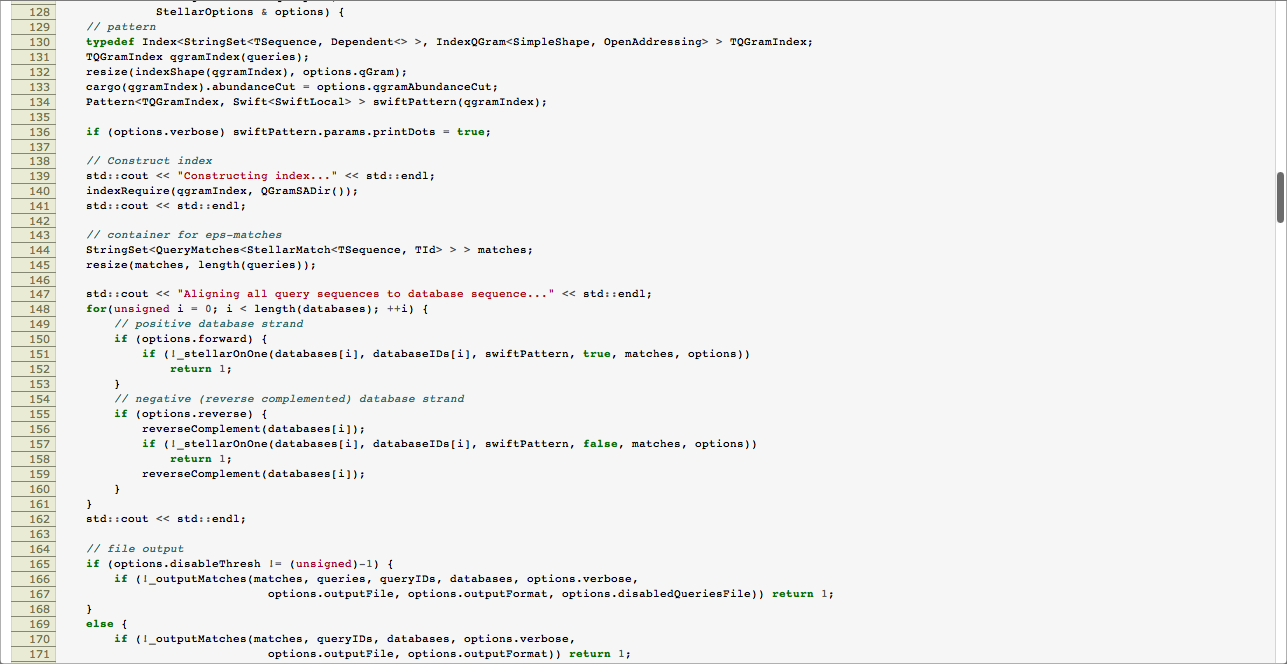 128 StellarOptions & options) {
129 // pattern
130 typedef Index<StringSet<TSequence, Dependent<> >, IndexQGram<SimpleShape, OpenAddressing> > TQGramIndex;
131 TQGramIndex qgramIndex(queries);
132 resize(indexShape(qgramIndex), options.qGram);
133 cargo(qgramIndex).abundanceCut = options.qgramAbundanceCut;
134 Pattern<TQGramIndex, Swift<SwiftLocal> > swiftPattern(qgramIndex);
135
136 if (options.verbose) swiftPattern.params.printDots = true;
137
138 // Construct index
139 std::cout << "Constructing index..." << std::endl;
140 indexRequire(qgramIndex, QGramSADir());
141 std::cout << std::endl;
142
143 // container for eps-matches
144 StringSet<QueryMatches<StellarMatch<TSequence, TId> > > matches;
145 resize(matches, length(queries));
146
147 std::cout << "Aligning all query sequences to database sequence..." << std::endl;
148 for(unsigned i = 0; i < length(databases); ++i) {
149 // positive database strand
150 if (options.forward) {
151 if (!_stellarOnOne(databases[i], databaseIDs[i], swiftPattern, true, matches, options))
152 return 1;
153 }
154 // negative (reverse complemented) database strand
155 if (options.reverse) {
156 reverseComplement(databases[i]);
157 if (!_stellarOnOne(databases[i], databaseIDs[i], swiftPattern, false, matches, options))
158 return 1;
159 reverseComplement(databases[i]);
160 }
161 }
162 std::cout << std::endl;
163
164 // file output
165 if (options.disableThresh != (unsigned)-1) {
166 if (!_outputMatches(matches, queries, queryIDs, databases, options.verbose,
167 options.outputFile, options.outputFormat, options.disabledQueriesFile)) return 1;
168 }
169 else {
170 if (!_outputMatches(matches, queryIDs, databases, options.verbose,
171 options.outputFile, options.outputFormat)) return 1;